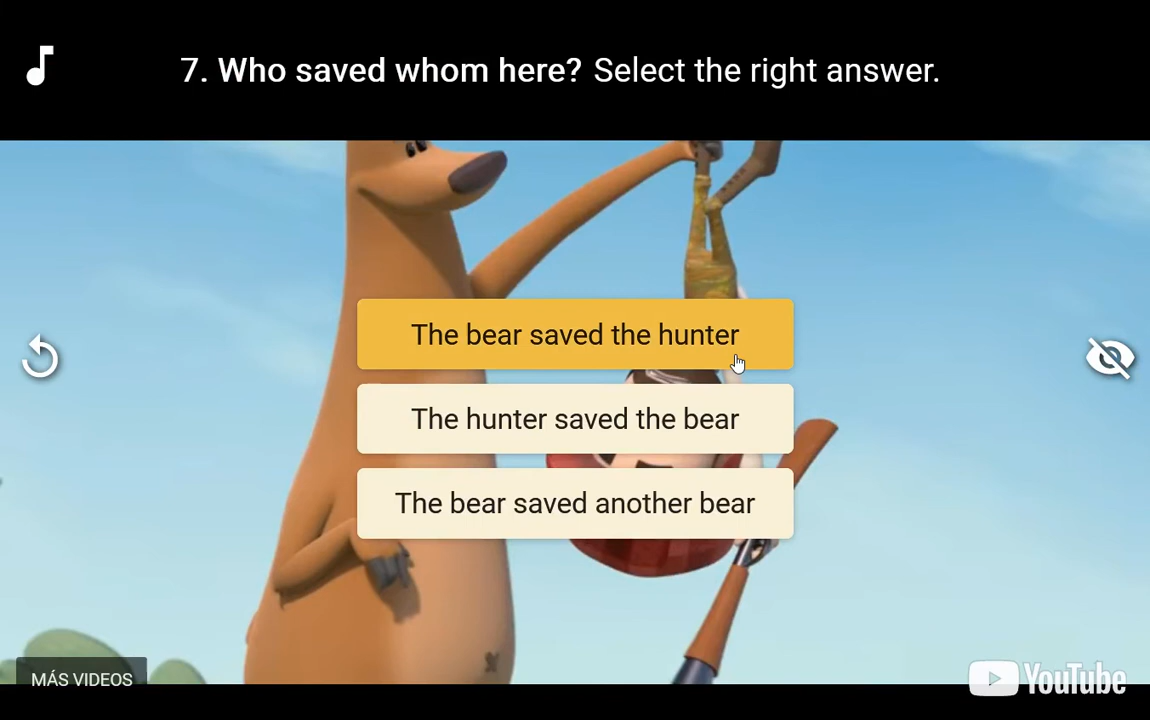 7. Who saved whom here? Select the right answer.
The bear saved the hunter
The hunter saved the bear
The bear saved another bear
MÁS VIDEOS
YouTube